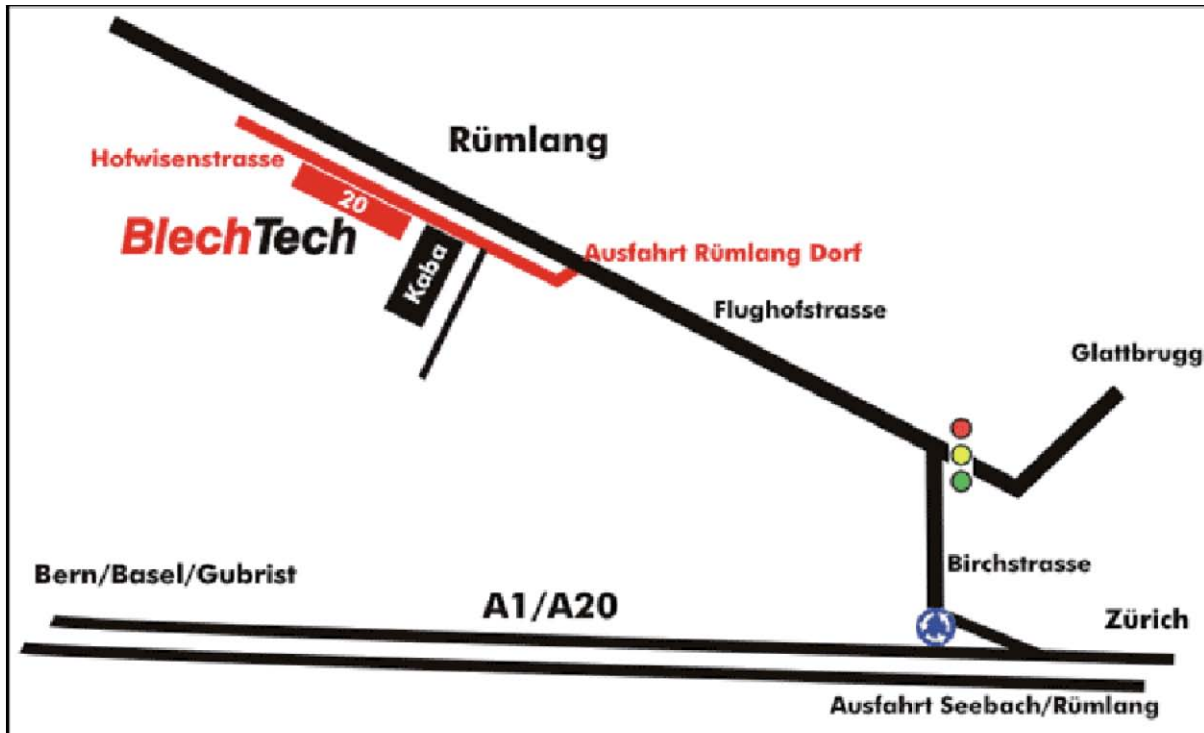 Rümlang
Hofwisenstrasse
20
BlechTech
Kaba
Ausfahrt Rümlang Dorf
Flughofstrasse
Glattbrugg
Birchstrasse
Bern/Basel/Gubrist
A1/A20
Zürich
Ausfahrt Seebach/Rümlang